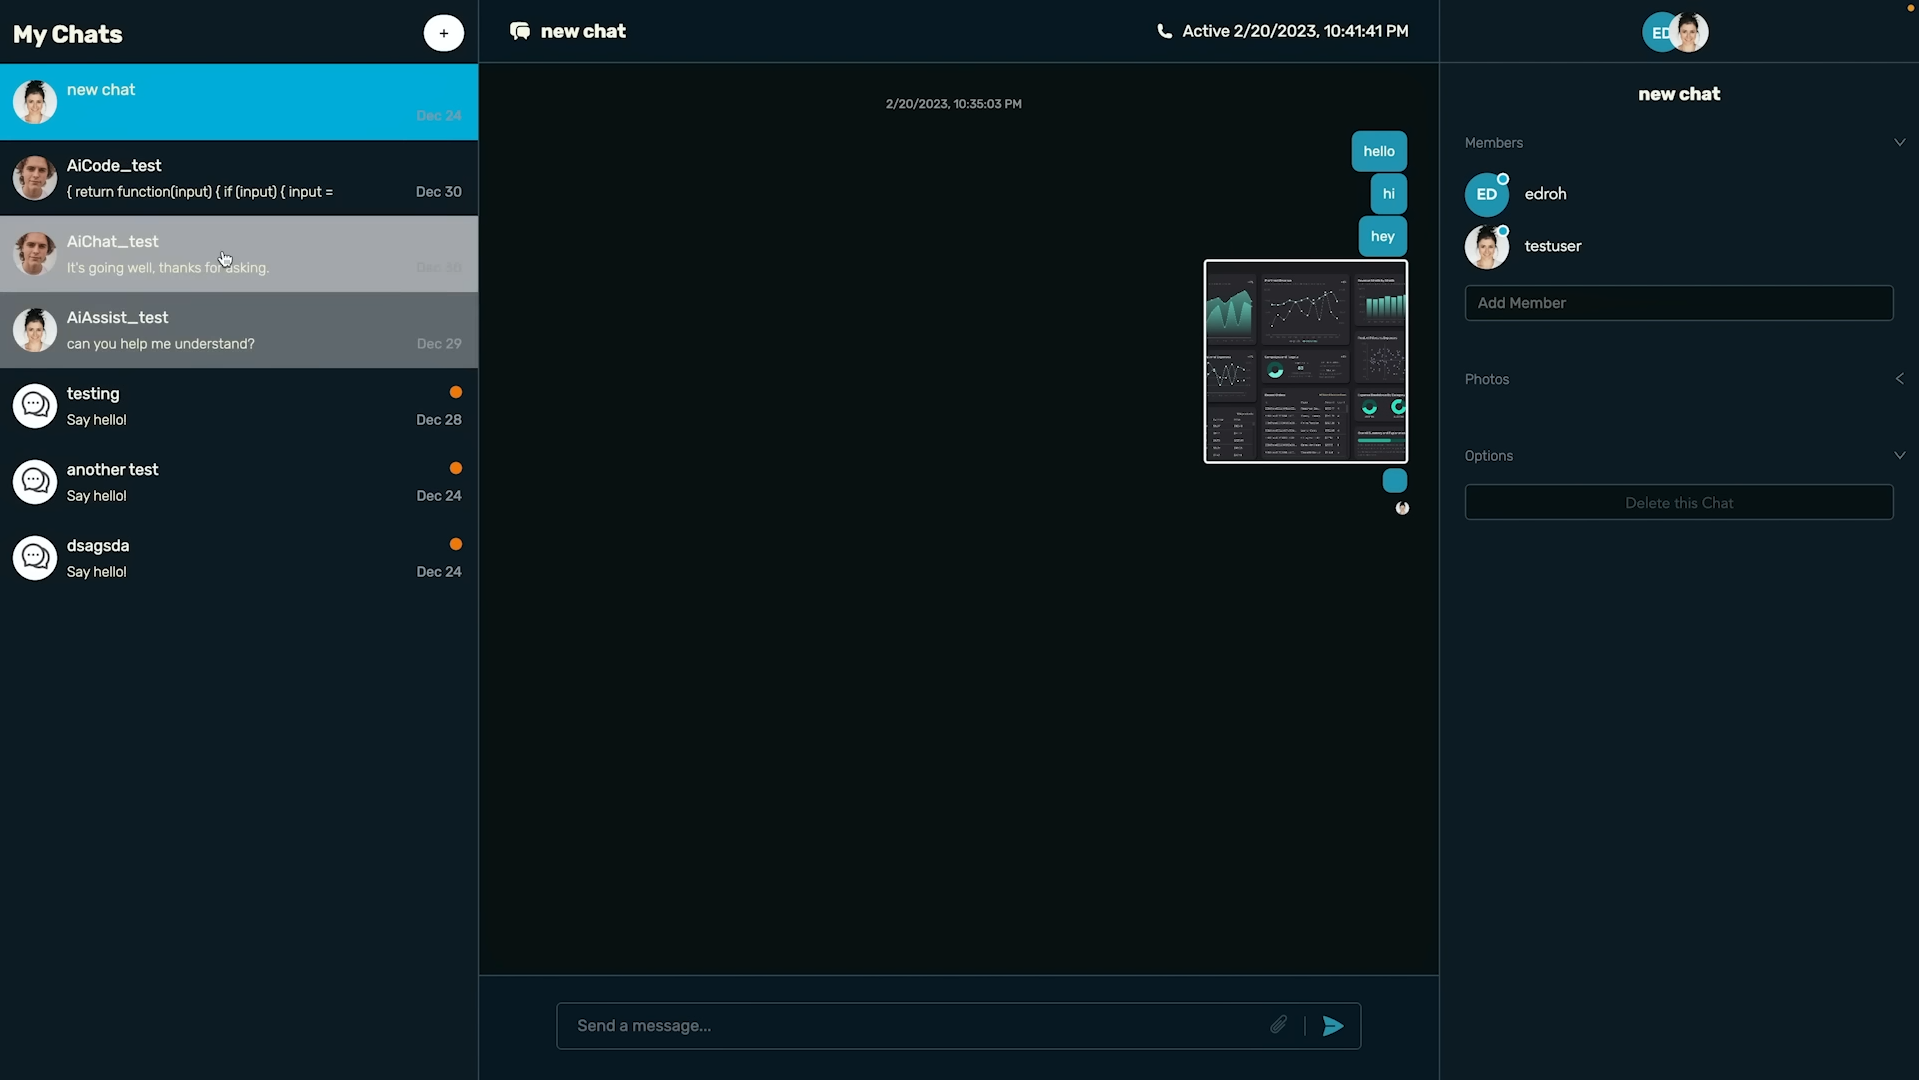 My Chats
+
new chat
Dec 24
AiCode_test
{ return function(input) { if (input) { input =
Dec 30
AiChat_test
It's going well, thanks for asking.
Dec 30
AiAssist_test
can you help me understand?
Dec 29
testing
Say hello!
Dec 28
another test
Say hello!
Dec 24
dsagsda
Say hello!
Dec 24
new chat
Active 2/20/2023, 10:41:41 PM
2/20/2023, 10:35:03 PM
hello
hi
hey
Send a message...
ED
new chat
Members
ED
edroh
testuser
Add Member
Photos
Options
Delete this Chat